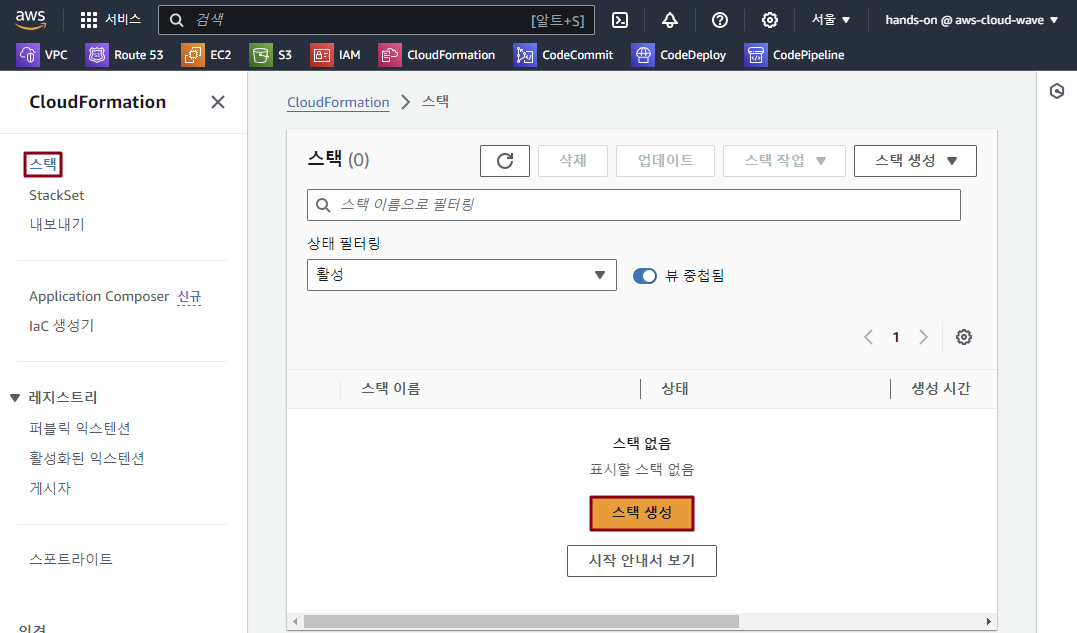 aws 서비스 검색 [알트+S] 서울 ▼ hands-on @ aws-cloud-wave ▼
VPC Route 53 EC2 S3 IAM CloudFormation CodeCommit CodeDeploy CodePipeline
CloudFormation
스택
StackSet
내보내기
Application Composer 신규
IaC 생성기
▼ 레지스트리
퍼블릭 익스텐션
활성화된 익스텐션
게시자
스포트라이트
CloudFormation > 스택
스택 (0) 삭제 업데이트 스택 작업 ▼ 스택 생성 ▼
스택 이름으로 필터링
상태 필터링
활성 ▼ 뷰 중첩됨
< 1 >
스택 이름 상태 생성 시간
스택 없음
표시할 스택 없음
스택 생성
시작 안내서 보기